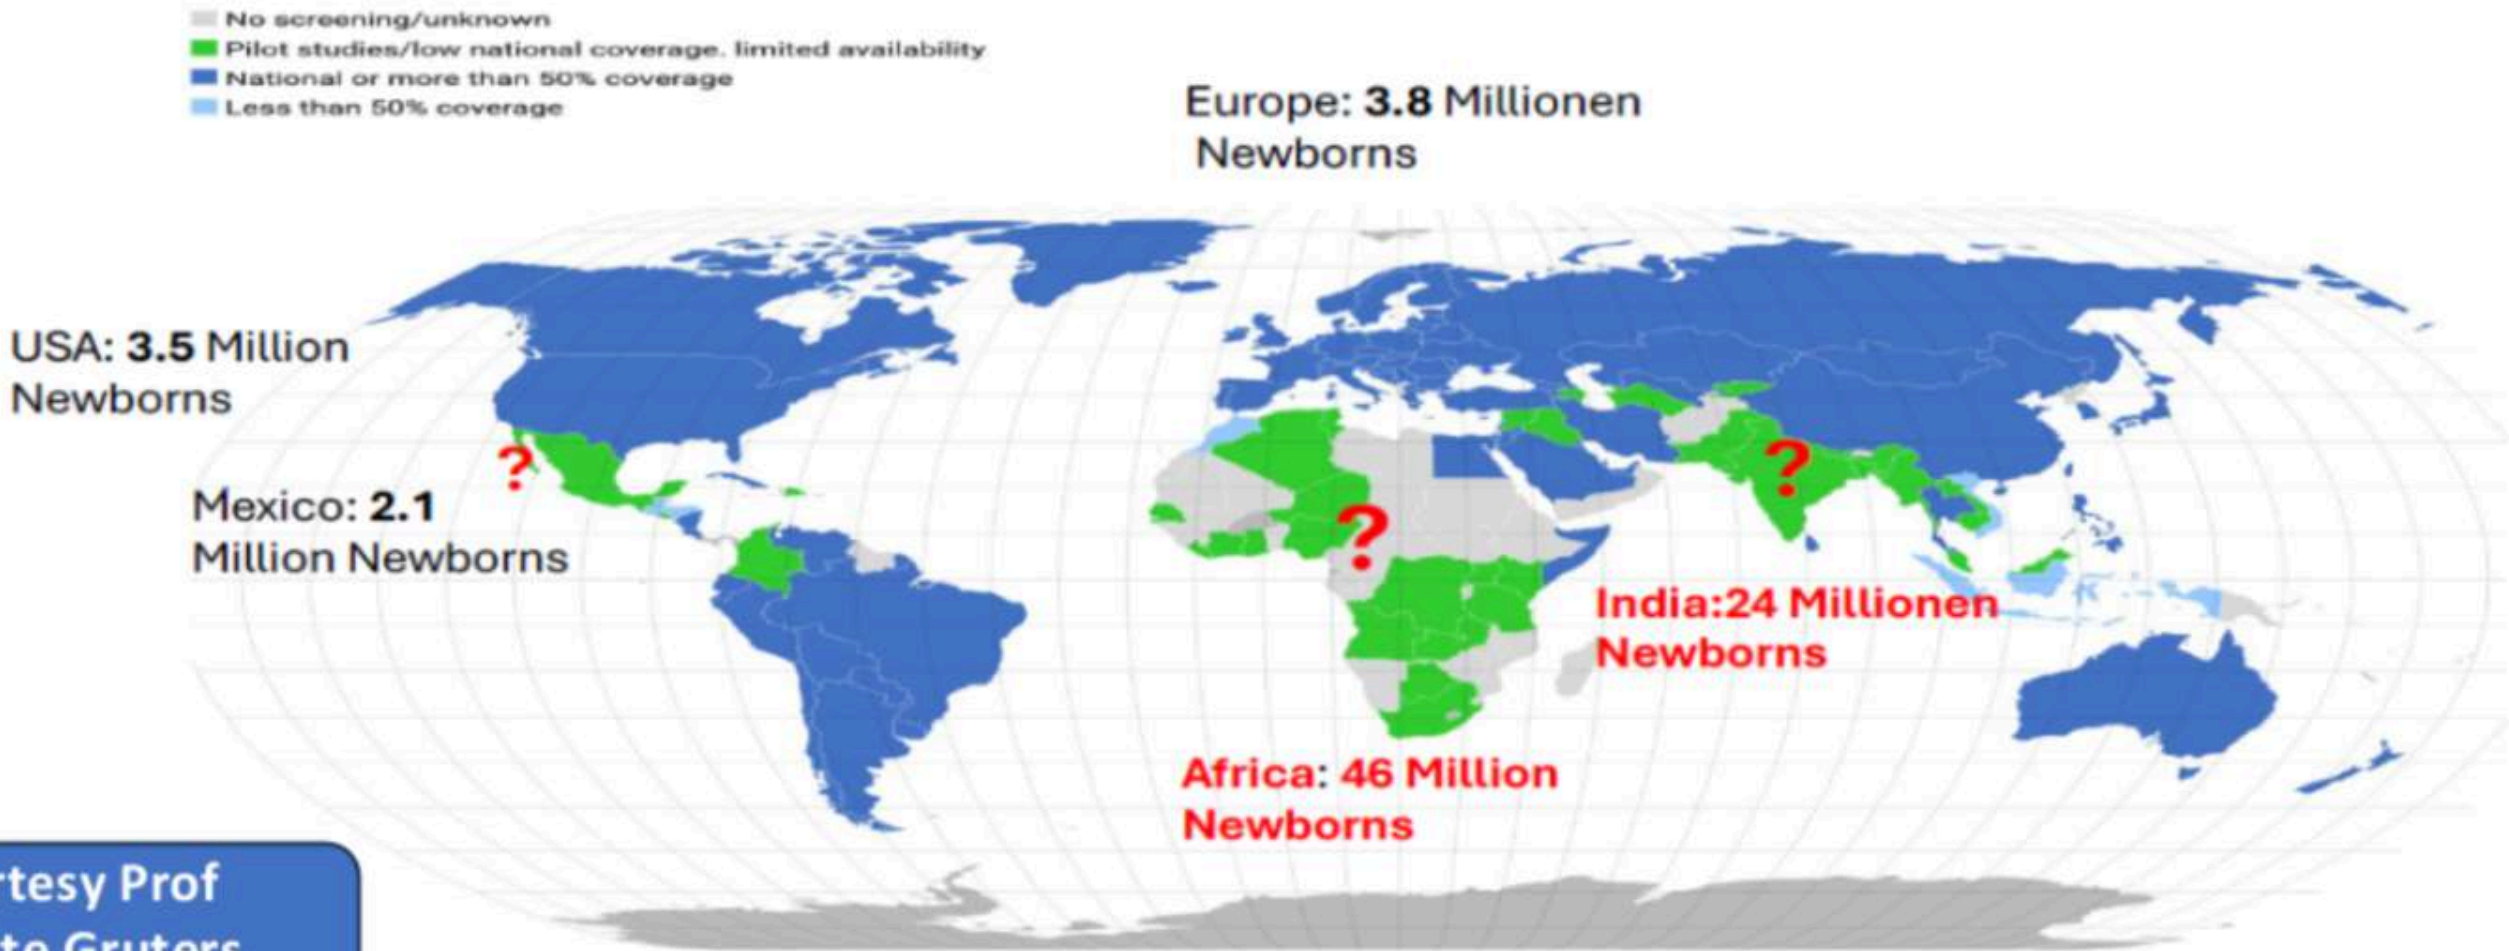 No screening/unknown
Pilot studies/low national coverage. limited availability
National or more than 50% coverage
Less than 50% coverage
Europe: 3.8 Millionen
Newborns
USA: 3.5 Million
Newborns
?
Mexico: 2.1
Million Newborns
?
?
India:24 Millionen
Newborns
Africa: 46 Million
Newborns
rtesy Prof
te Gruters